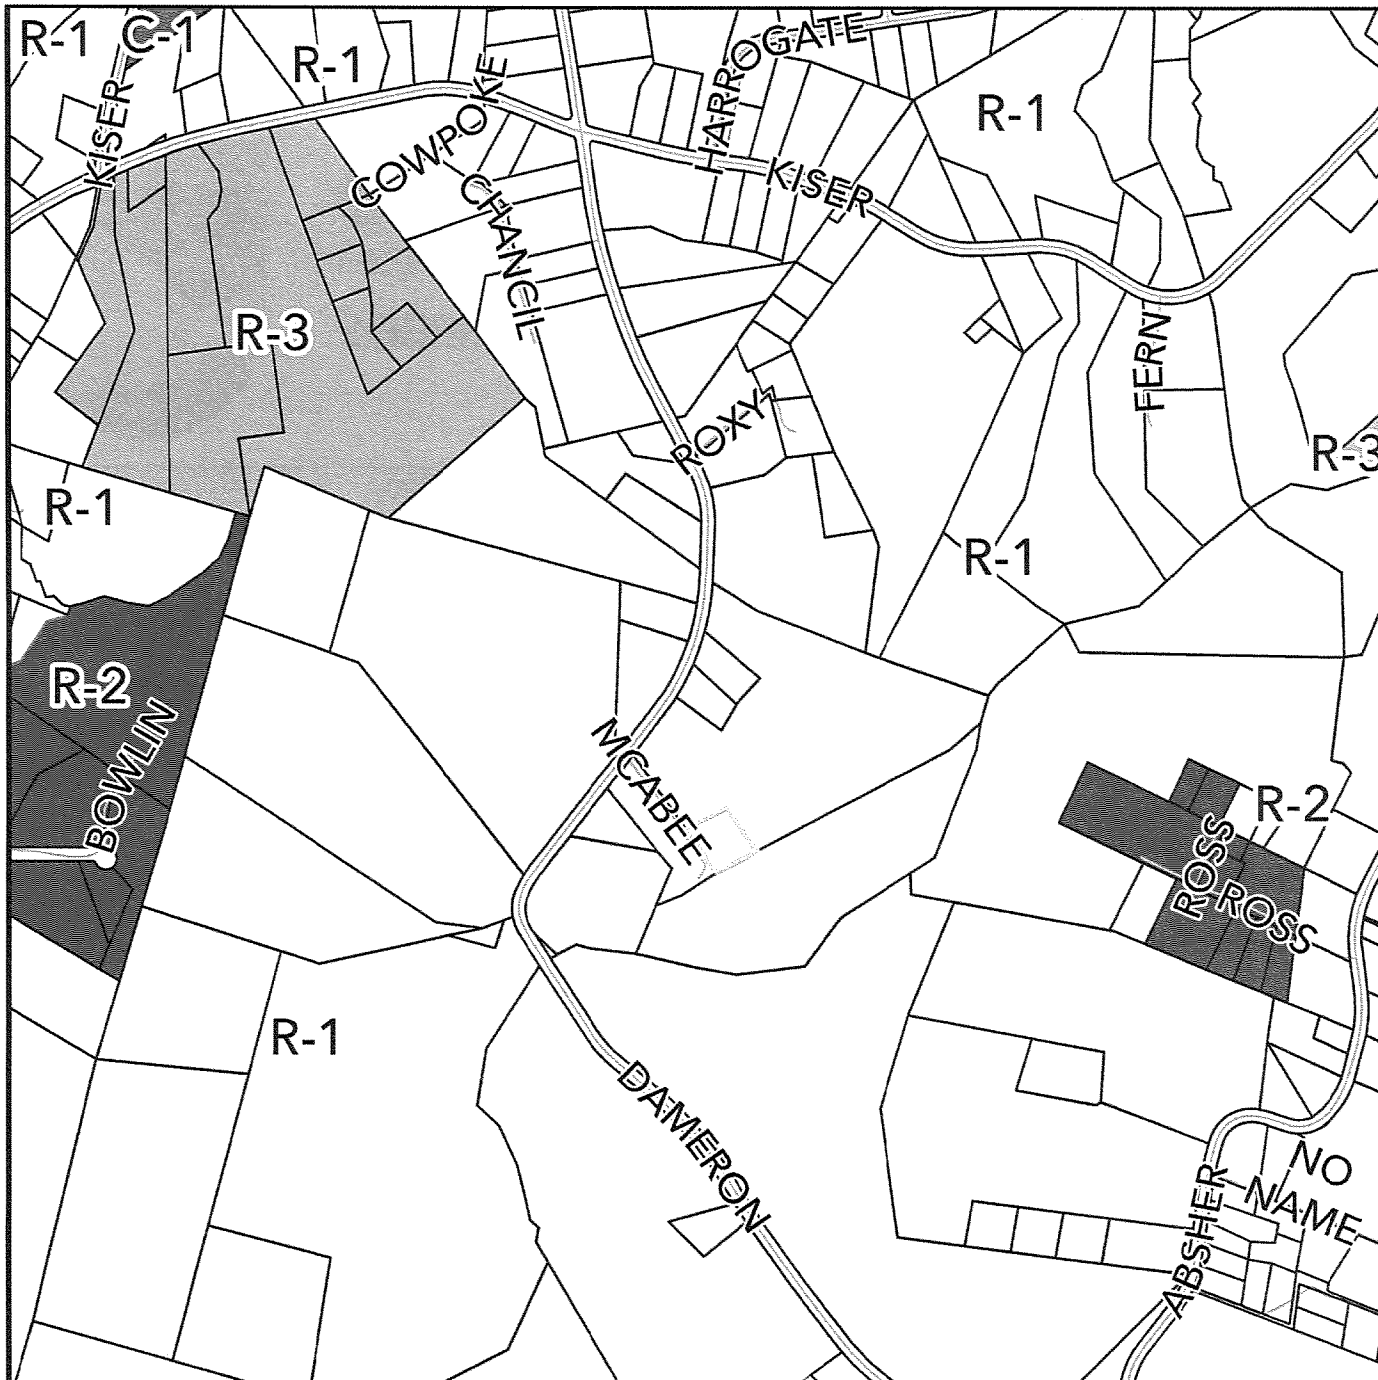 R-1
C-1
R-1
KISER
COWPOKE
HARROGATE
R-1
CHANCIL
KISER
R-3
FERN
ROXY
R-3
R-1
R-1
R-2
BOWLIN
MCABEE
R-2
ROSS
ROSS
R-1
DAMERON
ABSHER
NO
NAME